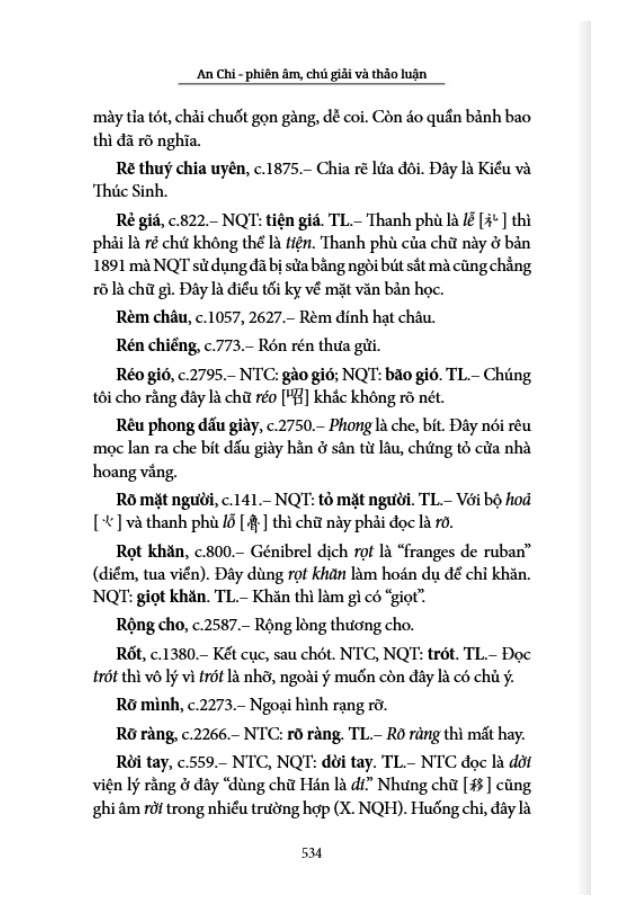 An Chi - phiên âm, chú giải và thảo luận
mày tỉa tót, chải chuốt gọn gàng, dễ coi. Còn áo quần bảnh bao
thì đã rõ nghĩa.
Rẽ thuý chia uyên, c.1875.– Chia rẽ lứa đôi. Đây là Kiều và
Thúc Sinh.
Rẻ giá, c.822.– NQT: tiện giá. TL.– Thanh phù là lễ [礼] thì
phải là rẻ chứ không thể là tiện. Thanh phù của chữ này ở bản
1891 mà NQT sử dụng đã bị sửa bằng ngòi bút sắt mà cũng chẳng
rõ là chữ gì. Đây là điều tối kỵ về mặt văn bản học.
Rèm châu, c.1057, 2627.– Rèm đính hạt châu.
Rén chiềng, c.773.– Rón rén thưa gửi.
Réo gió, c.2795.– NTC: gào gió; NQT: bão gió. TL.– Chúng
tôi cho rằng đây là chữ réo [] khắc không rõ nét.
Rêu phong dấu giày, c.2750.– Phong là che, bít. Đây nói rêu
mọc lan ra che bít dấu giày hằn ở sân từ lâu, chứng tỏ cửa nhà
hoang vắng.
Rõ mặt người, c.141.– NQT: tỏ mặt người. TL.– Với bộ hoả
[火] và thanh phù lỗ [魯] thì chữ này phải đọc là rỡ.
Rọt khăn, c.800.– Génibrel dịch rọt là “franges de ruban”
(diềm, tua viền). Đây dùng rọt khăn làm hoán dụ để chỉ khăn.
NQT: giọt khăn. TL.– Khăn thì làm gì có “giọt”.
Rộng cho, c.2587.– Rộng lòng thương cho.
Rốt, c.1380.– Kết cục, sau chót. NTC, NQT: trót. TL.– Đọc
trót thì vô lý vì trót là nhỡ, ngoài ý muốn còn đây là có chủ ý.
Rỡ mình, c.2273.– Ngoại hình rạng rỡ.
Rỡ ràng, c.2266.– NTC: rõ ràng. TL.– Rõ ràng thì mất hay.
Rời tay, c.559.– NTC, NQT: dời tay. TL.– NTC đọc là dời
viện lý rằng ở đây “dùng chữ Hán là di.” Nhưng chữ [移] cũng
ghi âm rời trong nhiều trường hợp (X. NQH). Huống chi, đây là
534